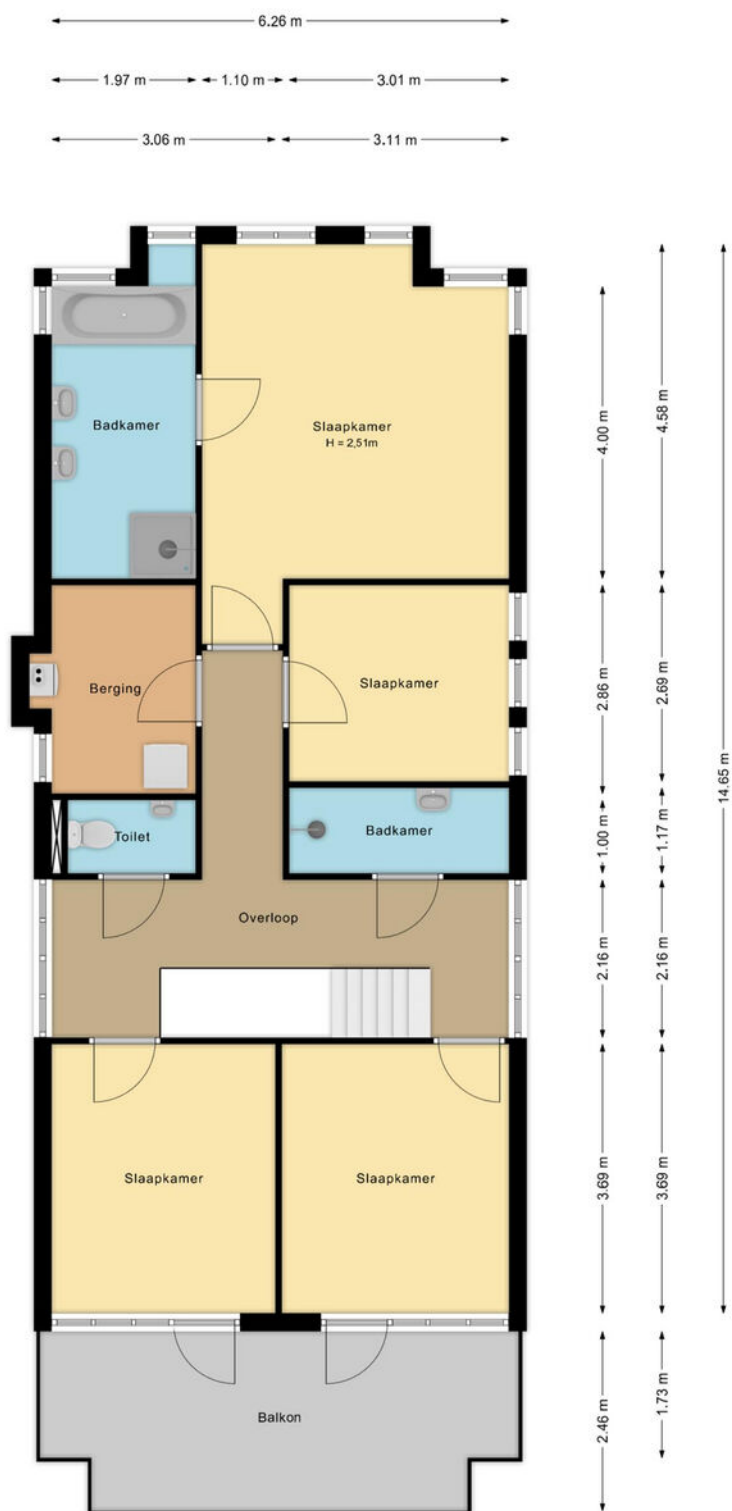 6.26 m
1.97 m
1.10 m
3.01 m
3.06 m
3.11 m
Badkamer
Slaapkamer
H = 2,51m
4.00 m
4.58 m
Berging
Slaapkamer
2.86 m
2.69 m
14.65 m
Toilet
Badkamer
1.00 m
1.17 m
Overloop
2.16 m
2.16 m
Slaapkamer
Slaapkamer
3.69 m
3.69 m
Balkon
2.46 m
1.73 m